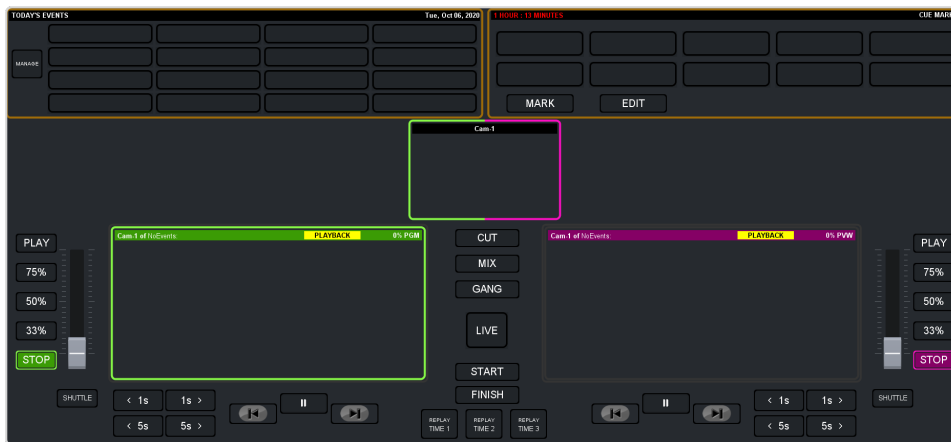 TODAY'S EVENTS Tue, Oct 06, 2020
MANAGE
1 HOUR : 13 MINUTES CUE MARK
MARK EDIT
Cam-1
PLAY
75%
50%
33%
STOP
SHUTTLE
Cam-1 of NoEvents: PLAYBACK 0% PGM
< 1s 1s >
< 5s 5s >
CUT
MIX
GANG
LIVE
START
FINISH
REPLAY TIME 1
REPLAY TIME 2
REPLAY TIME 3
Cam-1 of NoEvents: PLAYBACK 0% PVW
< 1s 1s >
< 5s 5s >
PLAY
75%
50%
33%
STOP
SHUTTLE